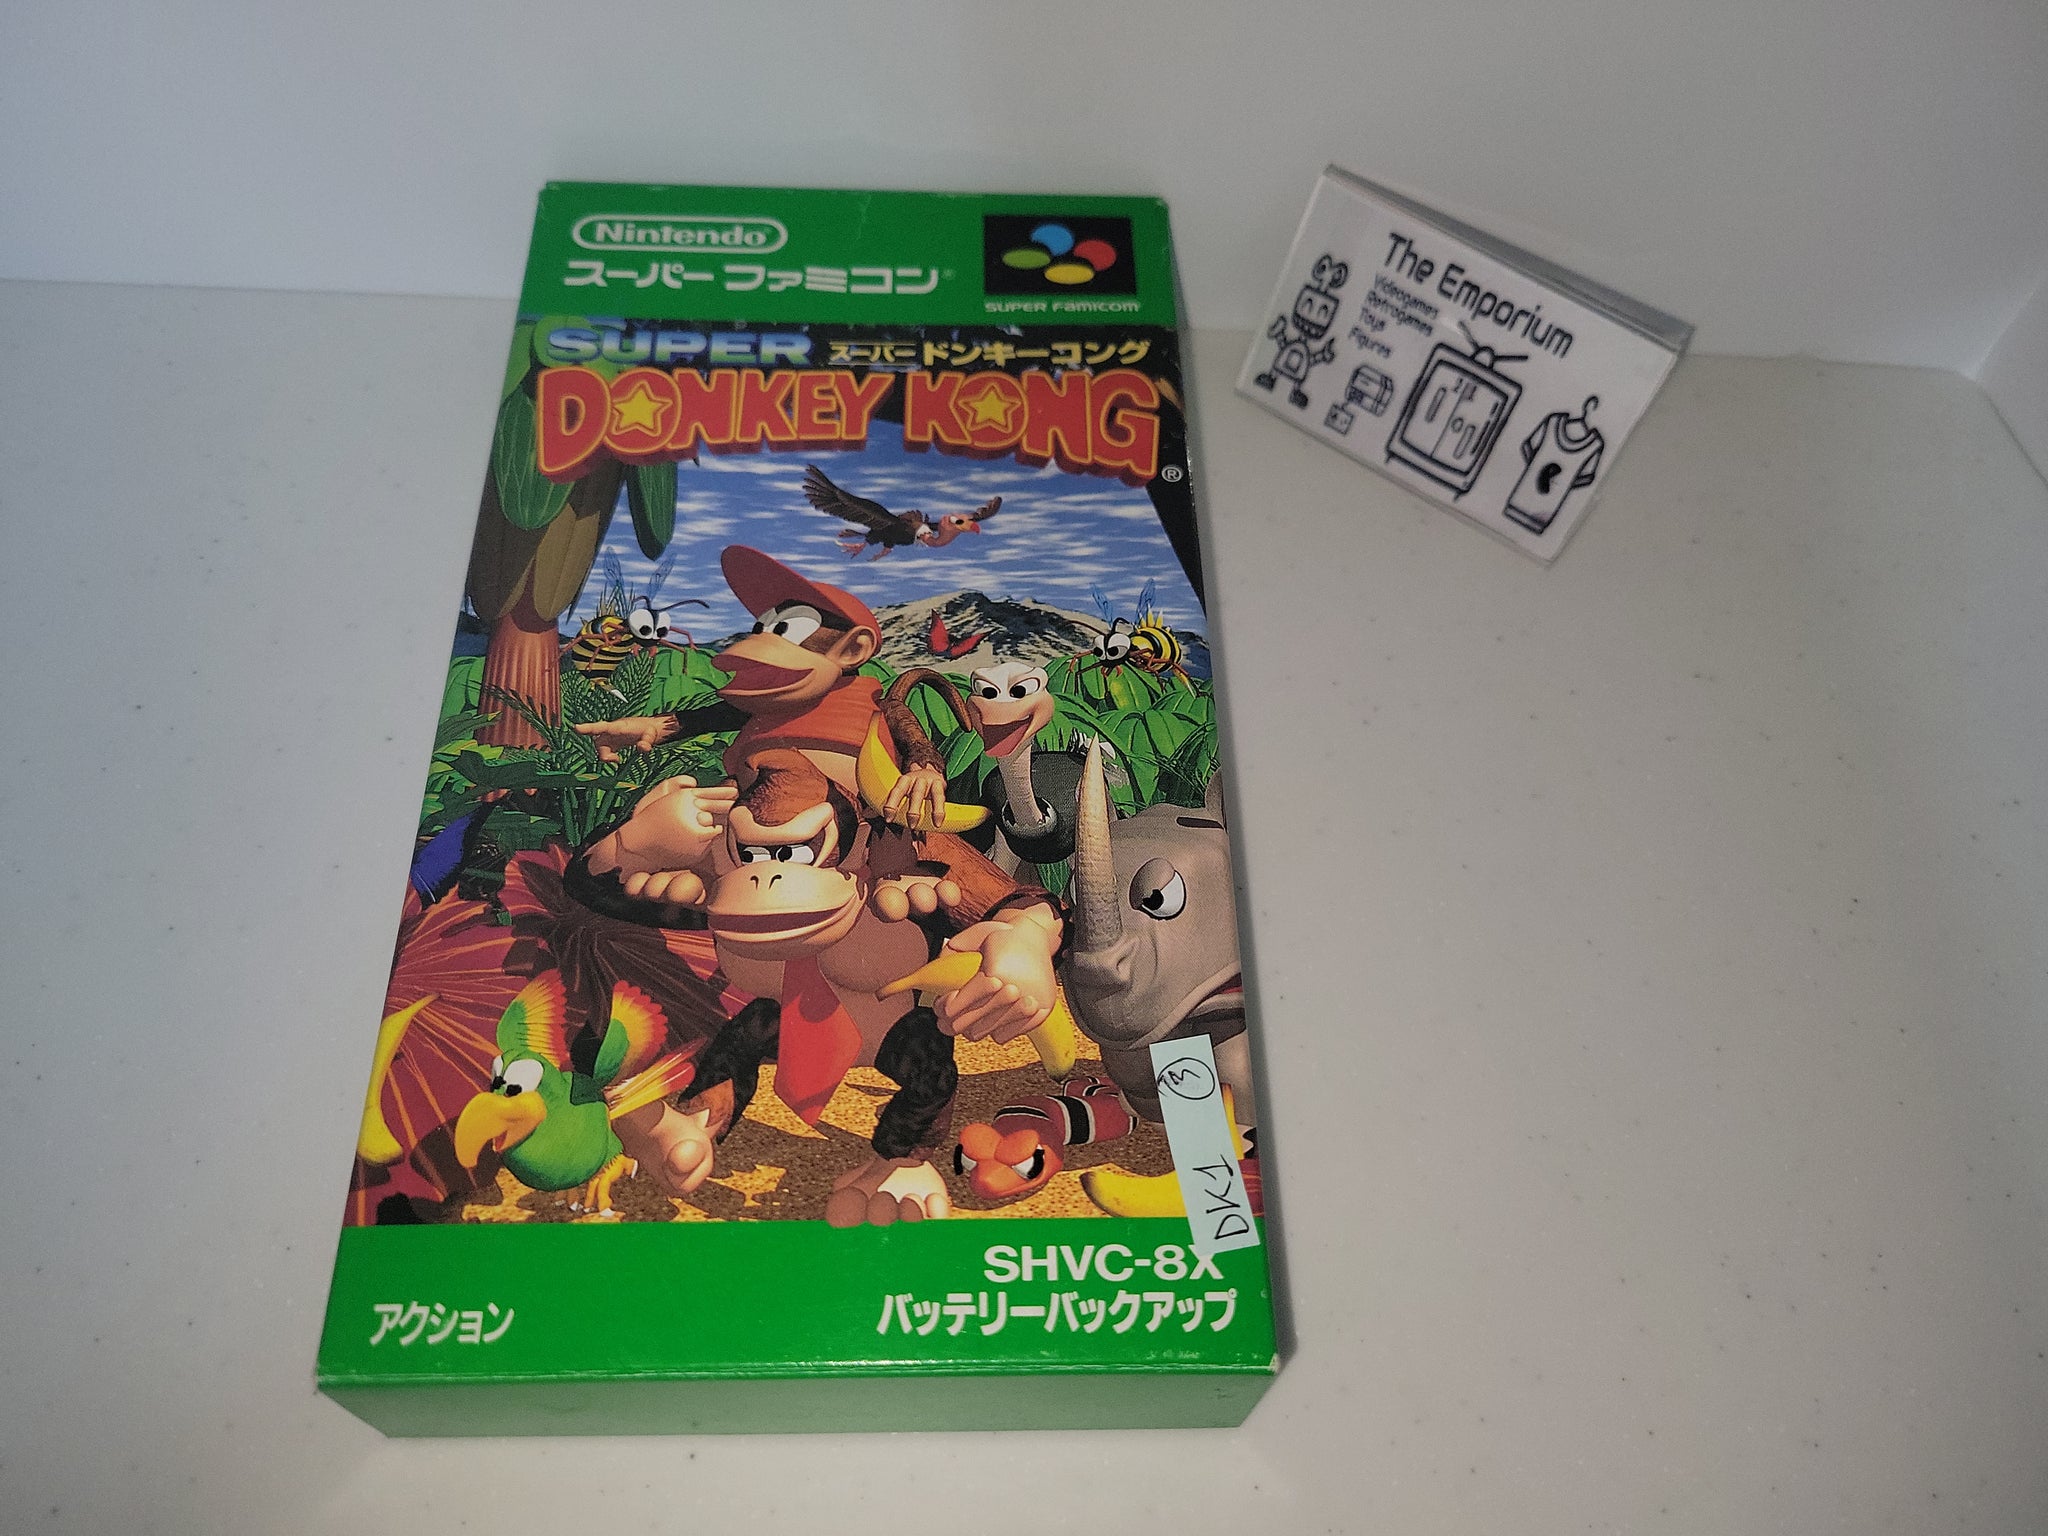 Nintendo®
スーパーファミコン®
SUPER FAMICOM
SUPER スーパードンキーコング
DONKEY KONG®
The Emporium
Videogames
Retrogames
Toys
Figures
DK1
SHVC-8X
バッテリーバックアップ
アクション